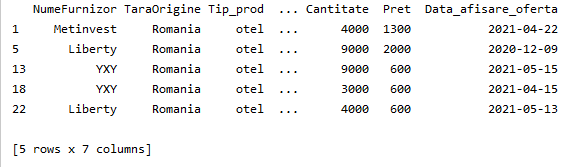 NumeFurnizor TaraOrigine Tip_prod ... Cantitate Pret Data_afisare_oferta
1 Metinvest Romania otel ... 4000 1300 2021-04-22
5 Liberty Romania otel ... 9000 2000 2020-12-09
13 YXY Romania otel ... 9000 600 2021-05-15
18 YXY Romania otel ... 3000 600 2021-04-15
22 Liberty Romania otel ... 4000 600 2021-05-13
[5 rows x 7 columns]